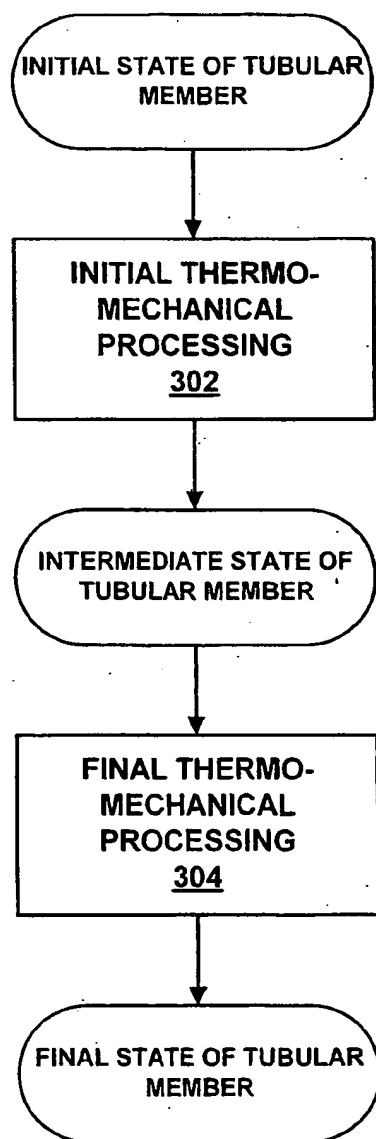 INITIAL STATE OF TUBULAR
MEMBER
INITIAL THERMO-
MECHANICAL
PROCESSING
302
INTERMEDIATE STATE OF
TUBULAR MEMBER
FINAL THERMO-
MECHANICAL
PROCESSING
304
FINAL STATE OF TUBULAR
MEMBER